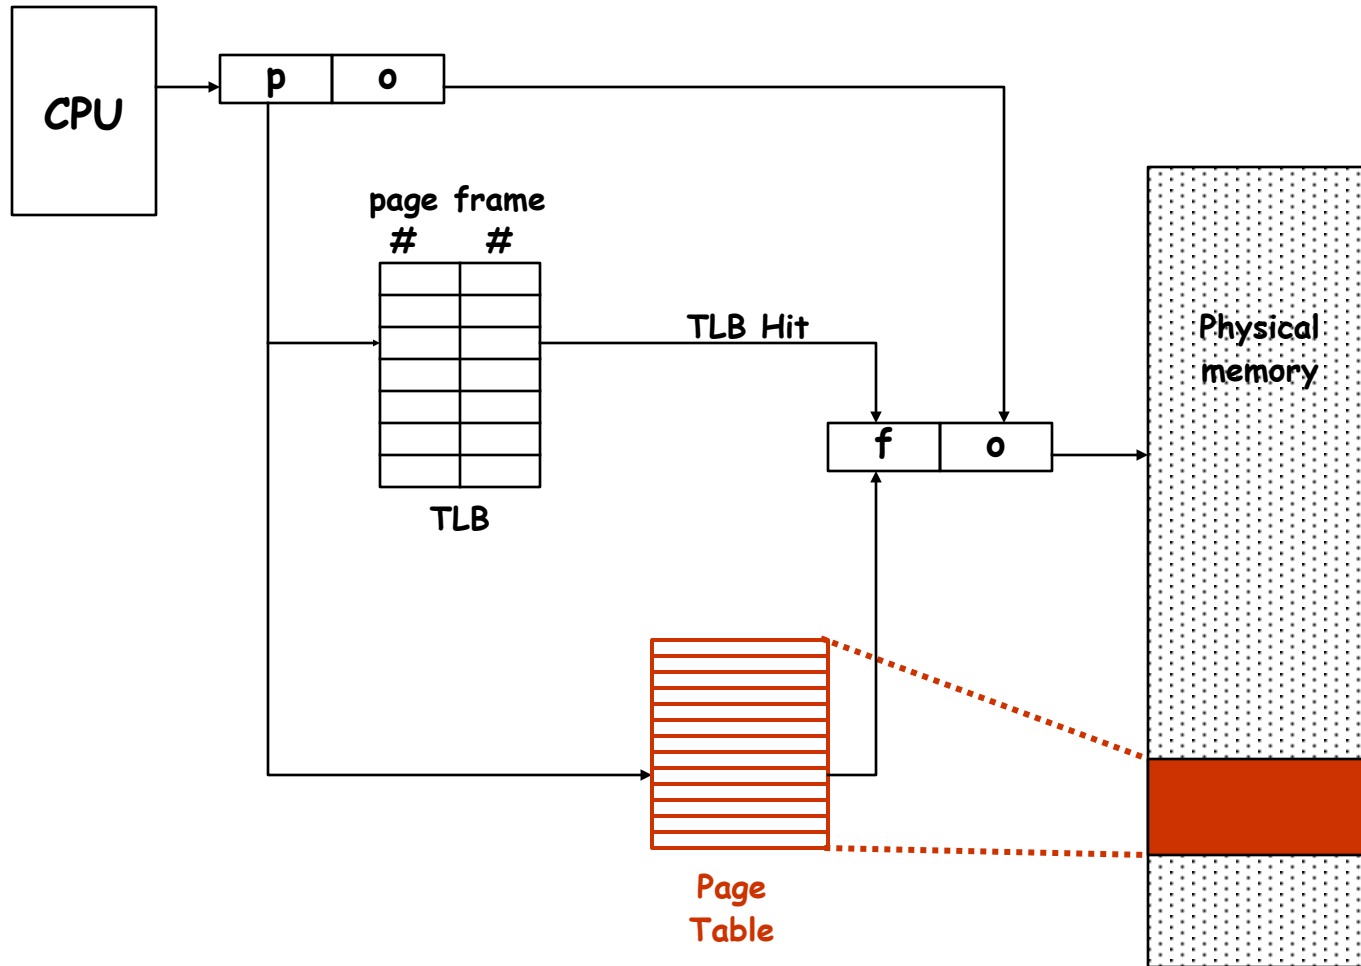 CPU
p o
page frame
# #
TLB Hit
Physical
memory
f o
TLB
Page
Table